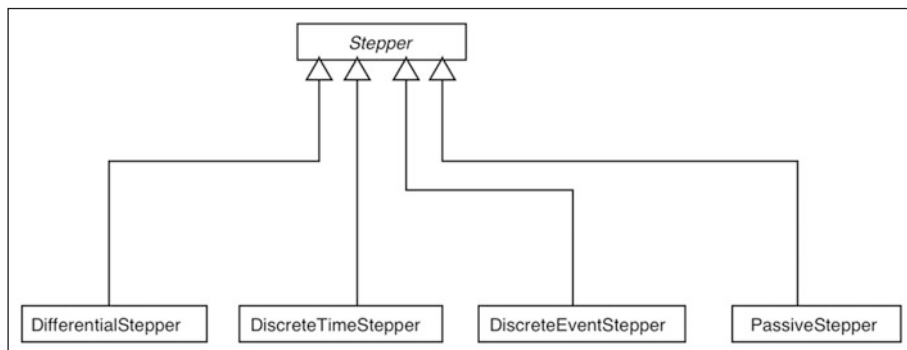 Stepper
DifferentialStepper
DiscreteTimeStepper
DiscreteEventStepper
PassiveStepper